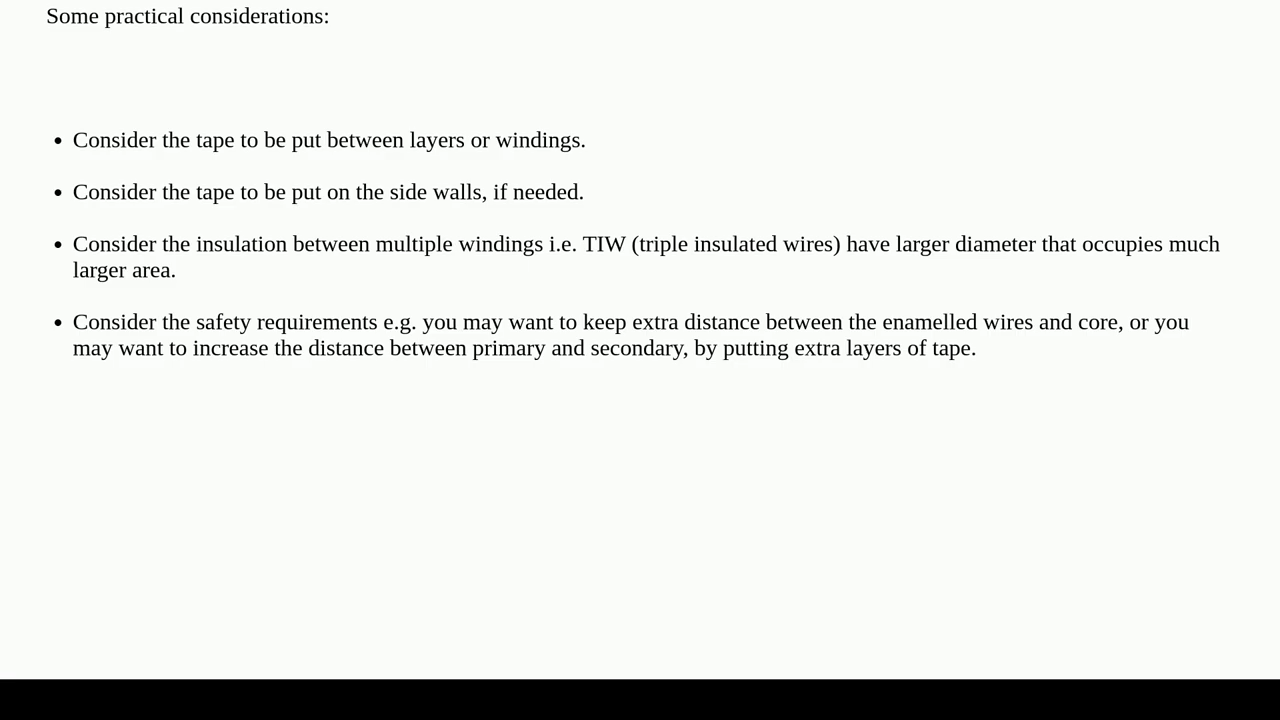 Some practical considerations:
• Consider the tape to be put between layers or windings.
• Consider the tape to be put on the side walls, if needed.
• Consider the insulation between multiple windings i.e. TIW (triple insulated wires) have larger diameter that occupies much
larger area.
• Consider the safety requirements e.g. you may want to keep extra distance between the enamelled wires and core, or you
may want to increase the distance between primary and secondary, by putting extra layers of tape.